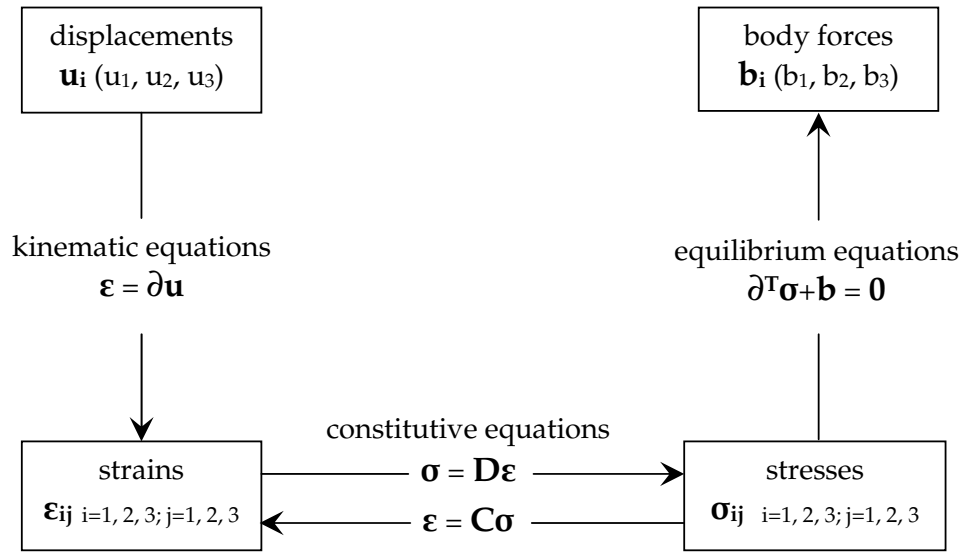 displacements
uᵢ (u₁, u₂, u₃)
body forces
bᵢ (b₁, b₂, b₃)
kinematic equations
ε = ∂u
equilibrium equations
∂ᵀσ+b = 0
constitutive equations
σ = Dε
ε = Cσ
strains
εᵢⱼ i=1, 2, 3; j=1, 2, 3
stresses
σᵢⱼ i=1, 2, 3; j=1, 2, 3